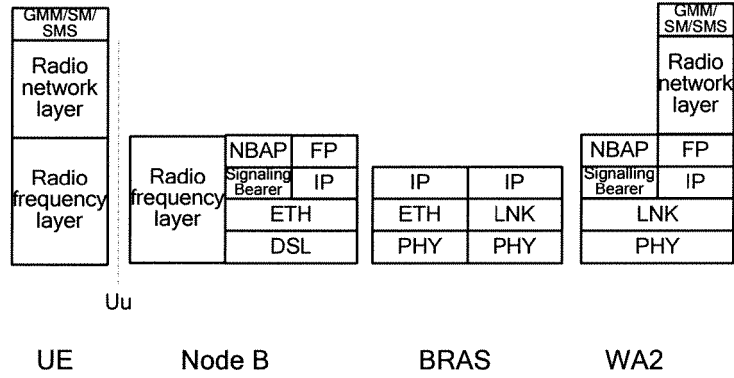 GMM/SM/
SMS
Radio
network
layer
Radio
frequency
layer
Uu
UE
Radio
frequency
layer
NBAP
FP
Signaling
Bearer
IP
ETH
DSL
Node B
IP
IP
ETH
LNK
PHY
PHY
BRAS
GMM/
SM/SMS
Radio
network
layer
NBAP
FP
Signalling
Bearer
IP
LNK
PHY
WA2